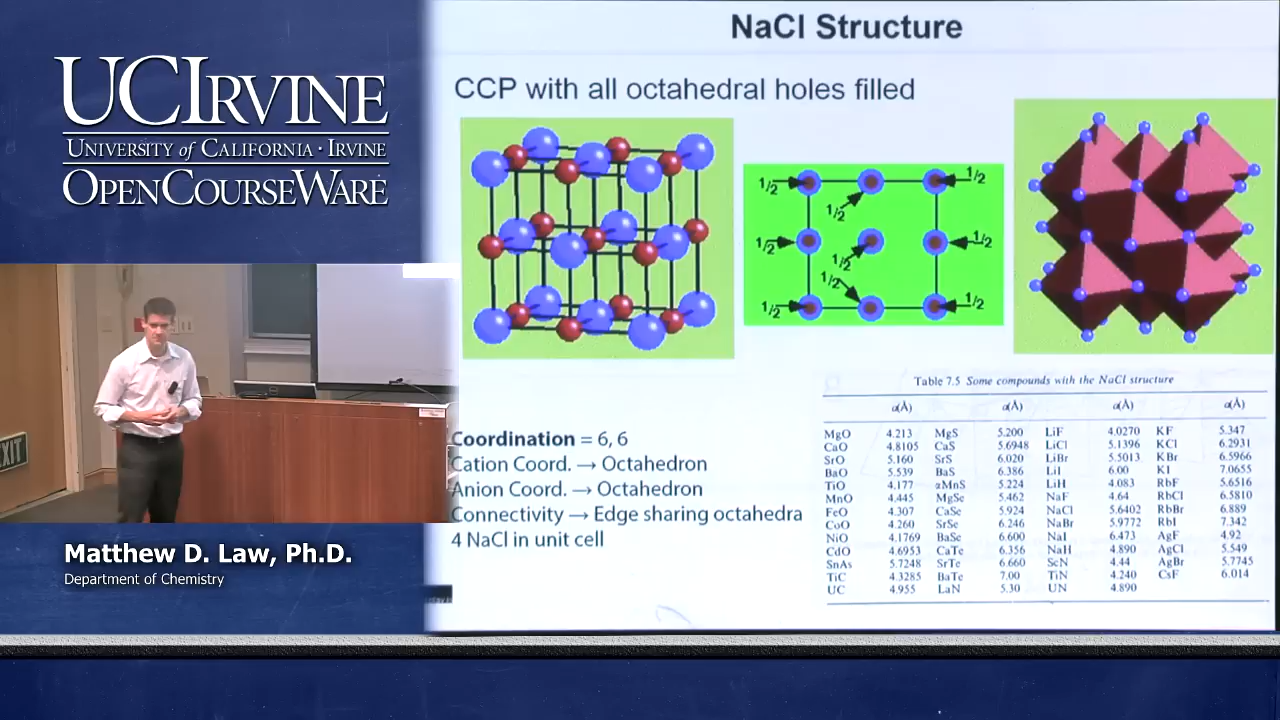 UCIRVINE
UNIVERSITY of CALIFORNIA · IRVINE
OPENCOURSEWARE
EXIT
Matthew D. Law, Ph.D.
Department of Chemistry
NaCl Structure
CCP with all octahedral holes filled
1/2 1/2 1/2
1/2 1/2 1/2
1/2 1/2 1/2
Coordination = 6, 6
Cation Coord. → Octahedron
Anion Coord. → Octahedron
Connectivity → Edge sharing octahedra
4 NaCl in unit cell
Table 7.5 Some compounds with the NaCl structure
a(Å) a(Å) a(Å) a(Å)
MgO 4.213 MgS 5.200 LiF 4.0270 KF 5.347
CaO 4.8105 CaS 5.6948 LiCl 5.1396 KCl 6.2931
SrO 5.160 SrS 6.020 LiBr 5.5013 KBr 6.5966
BaO 5.539 BaS 6.386 LiI 6.00 KI 7.0655
TiO 4.177 αMnS 5.224 LiH 4.083 RbF 5.6516
MnO 4.445 MgSe 5.462 NaF 4.64 RbCl 6.5810
FeO 4.307 CaSe 5.924 NaCl 5.6402 RbBr 6.889
CoO 4.260 SrSe 6.246 NaBr 5.9772 RbI 7.342
NiO 4.1769 BaSe 6.600 NaI 6.473 AgF 4.92
CdO 4.6953 CaTe 6.356 NaH 4.890 AgCl 5.549
SnAs 5.7248 SrTe 6.660 ScN 4.44 AgBr 5.7745
TiC 4.3285 BaTe 7.00 TiN 4.240 CsF 6.014
UC 4.955 LaN 5.30 UN 4.890